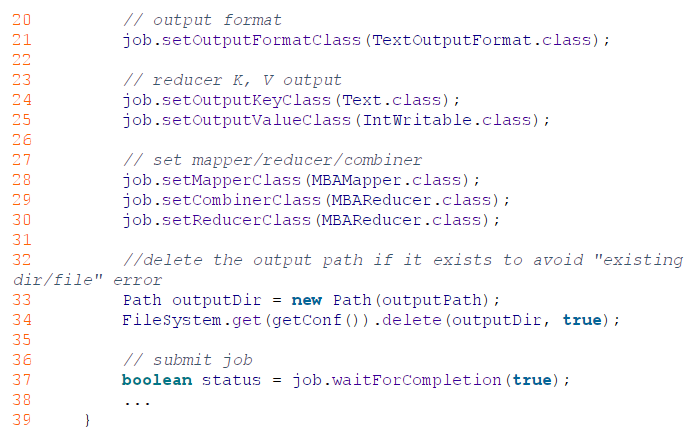 20 // output format
21 job.setOutputFormatClass(TextOutputFormat.class);
22
23 // reducer K, V output
24 job.setOutputKeyClass(Text.class);
25 job.setOutputValueClass(IntWritable.class);
26
27 // set mapper/reducer/combiner
28 job.setMapperClass(MBAMapper.class);
29 job.setCombinerClass(MBAReducer.class);
30 job.setReducerClass(MBAReducer.class);
31
32 //delete the output path if it exists to avoid "existing
dir/file" error
33 Path outputDir = new Path(outputPath);
34 FileSystem.get(getConf()).delete(outputDir, true);
35
36 // submit job
37 boolean status = job.waitForCompletion(true);
38 ...
39 }